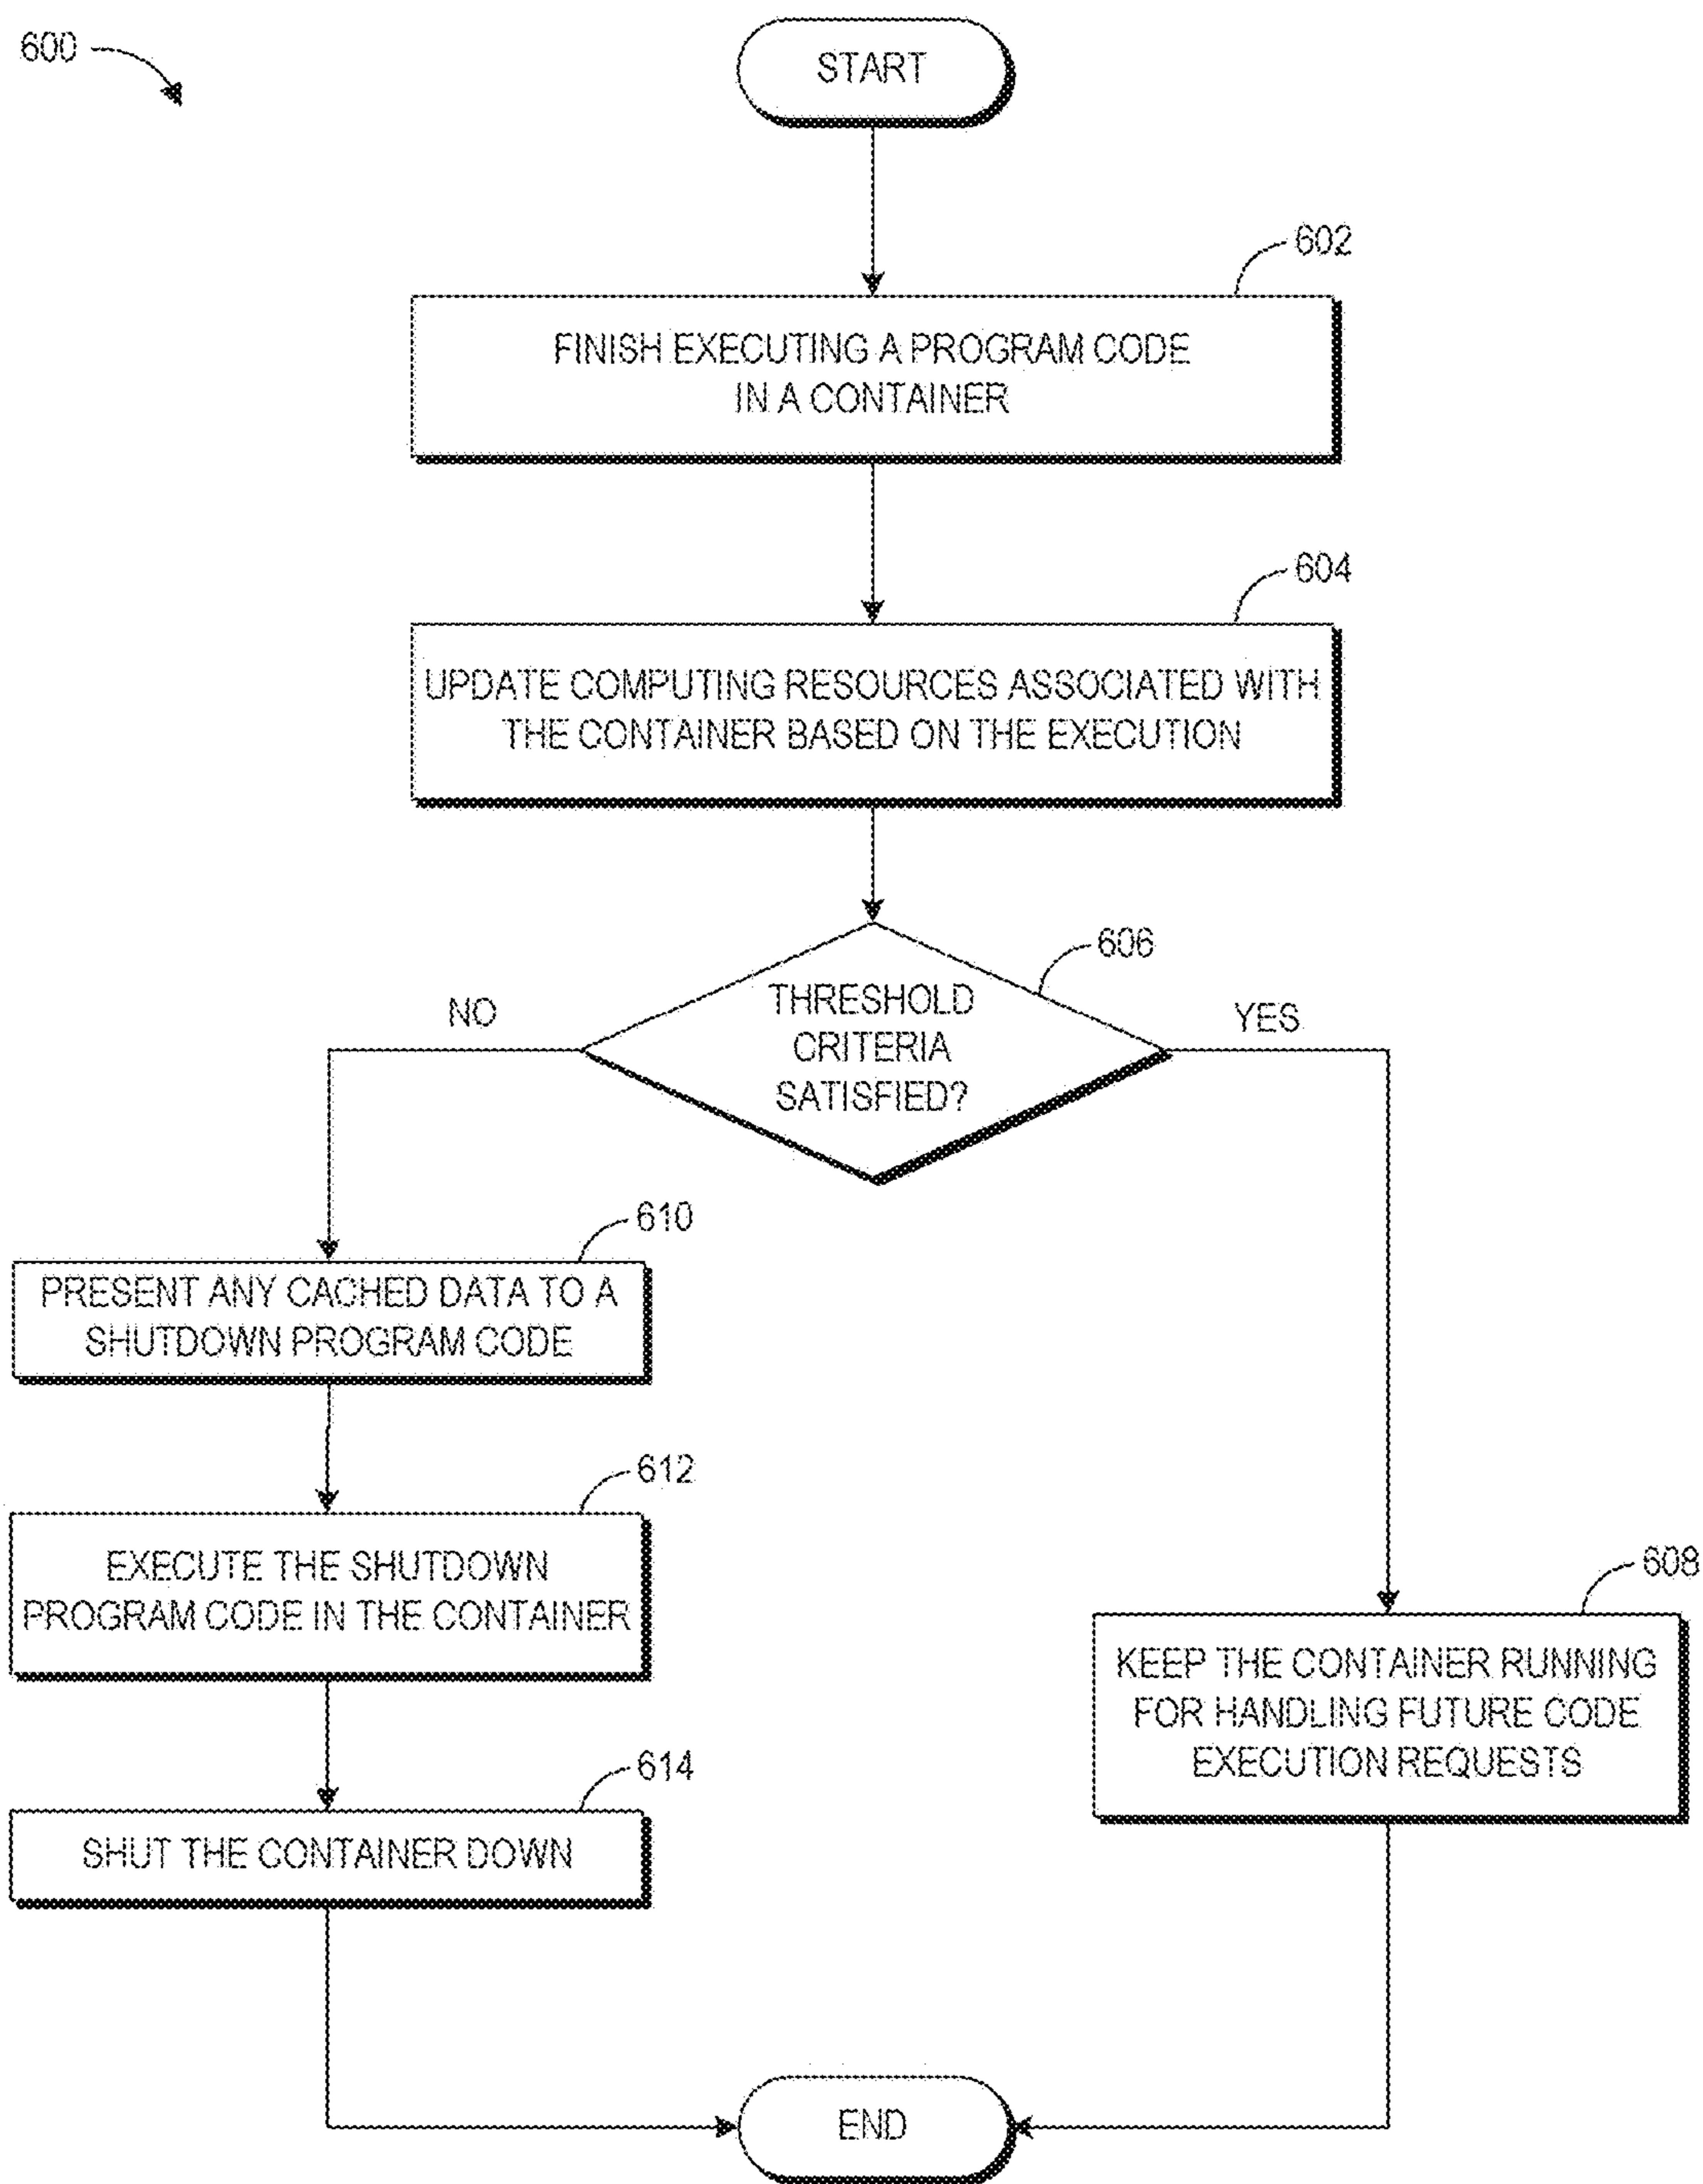 600
START
602
FINISH EXECUTING A PROGRAM CODE
IN A CONTAINER
604
UPDATE COMPUTING RESOURCES ASSOCIATED WITH
THE CONTAINER BASED ON THE EXECUTION
606
THRESHOLD
CRITERIA
SATISFIED?
NO
YES
610
PRESENT ANY CACHED DATA TO A
SHUTDOWN PROGRAM CODE
612
EXECUTE THE SHUTDOWN
PROGRAM CODE IN THE CONTAINER
608
KEEP THE CONTAINER RUNNING
FOR HANDLING FUTURE CODE
EXECUTION REQUESTS
614
SHUT THE CONTAINER DOWN
END